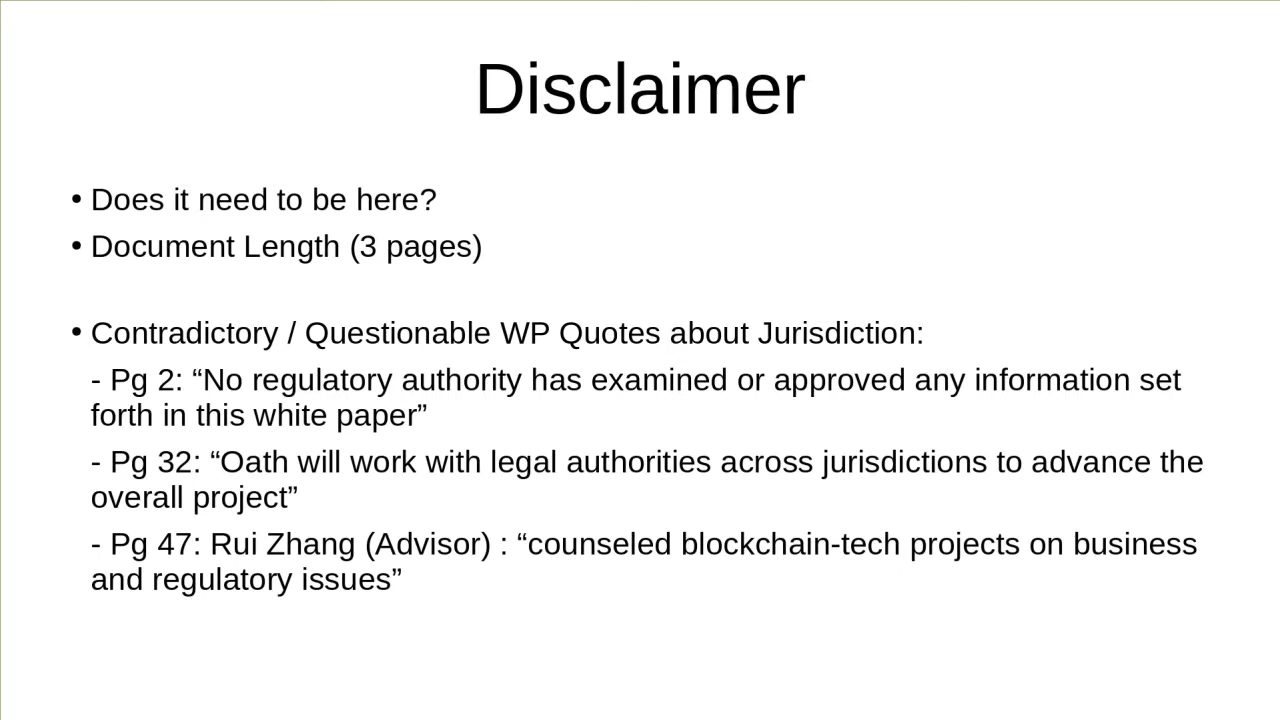 Disclaimer
• Does it need to be here?
• Document Length (3 pages)
• Contradictory / Questionable WP Quotes about Jurisdiction:
- Pg 2: “No regulatory authority has examined or approved any information set
forth in this white paper”
- Pg 32: “Oath will work with legal authorities across jurisdictions to advance the
overall project”
- Pg 47: Rui Zhang (Advisor) : “counseled blockchain-tech projects on business
and regulatory issues”